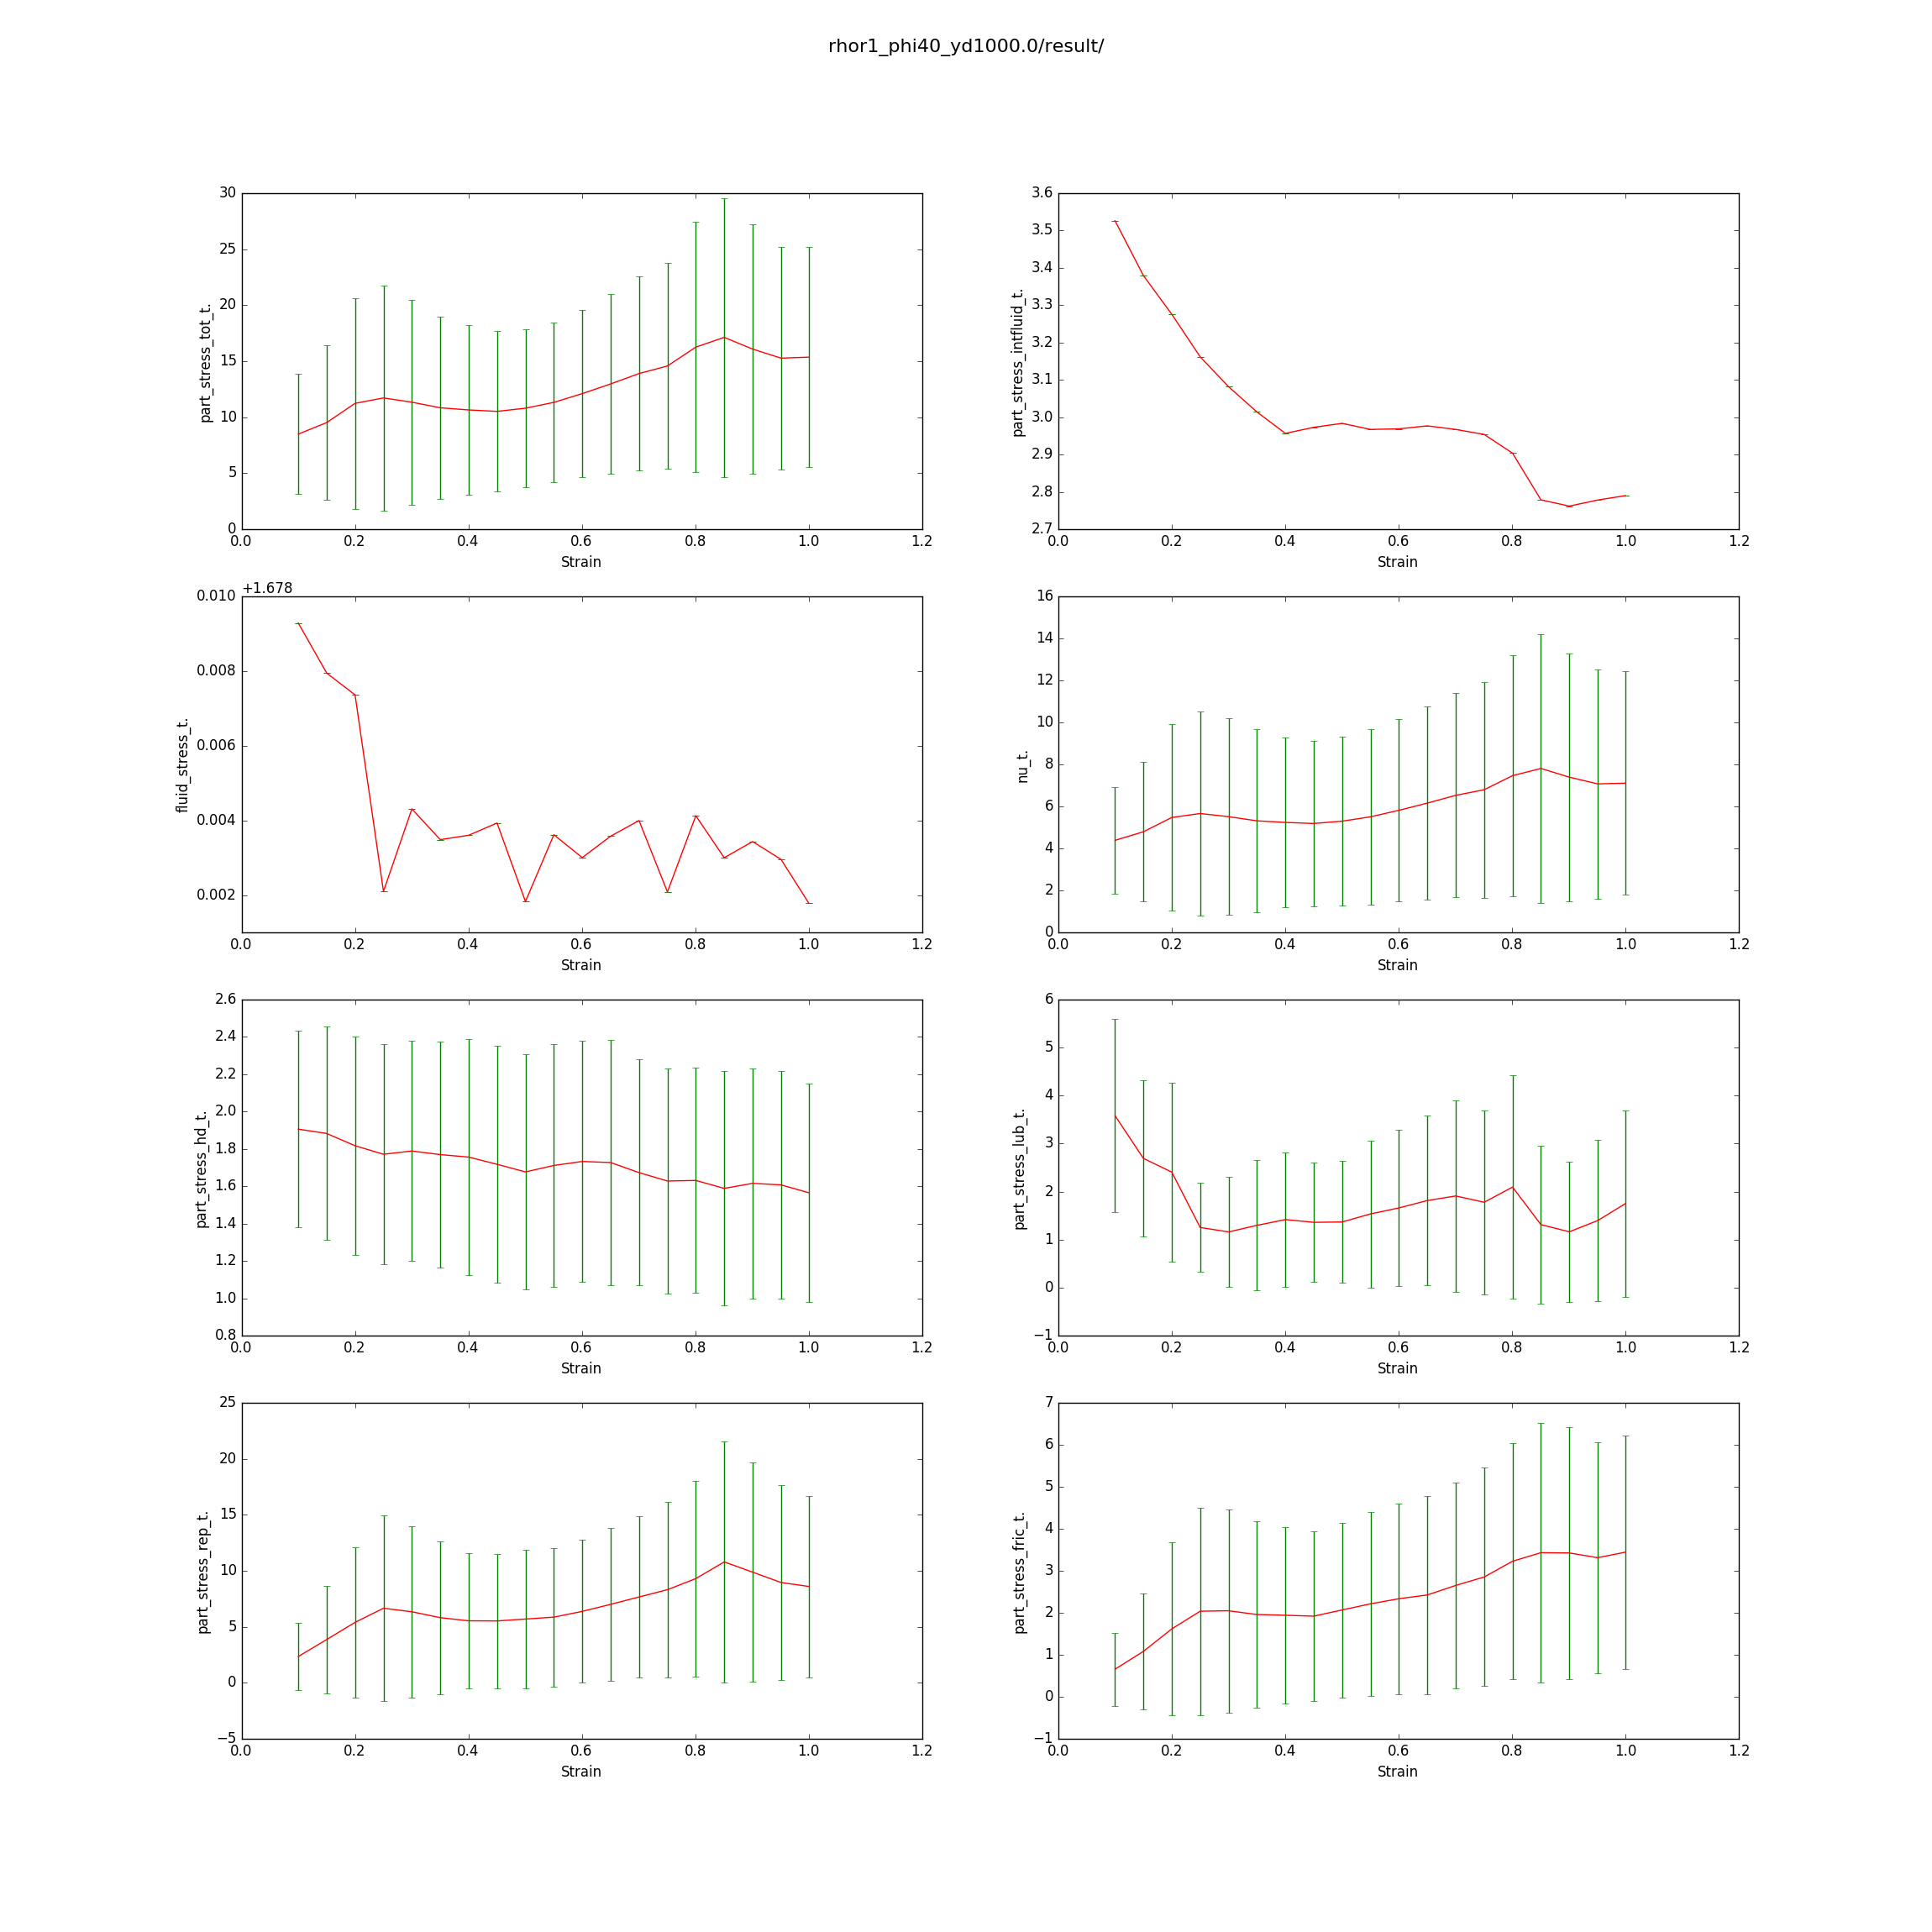 rhor1_phi40_yd1000.0/result/
30
25
20
15
10
5
0
part_stress_tot_t.
0.0 0.2 0.4 0.6 0.8 1.0 1.2
Strain
3.6
3.5
3.4
3.3
3.2
3.1
3.0
2.9
2.8
2.7
part_stress_intfluid_t.
0.0 0.2 0.4 0.6 0.8 1.0 1.2
Strain
+1.678
0.010
0.008
0.006
0.004
0.002
fluid_stress_t.
0.0 0.2 0.4 0.6 0.8 1.0 1.2
Strain
16
14
12
10
8
6
4
2
0
nu_t.
0.0 0.2 0.4 0.6 0.8 1.0 1.2
Strain
2.6
2.4
2.2
2.0
1.8
1.6
1.4
1.2
1.0
0.8
part_stress_hd_t.
0.0 0.2 0.4 0.6 0.8 1.0 1.2
Strain
6
5
4
3
2
1
0
−1
part_stress_lub_t.
0.0 0.2 0.4 0.6 0.8 1.0 1.2
Strain
25
20
15
10
5
0
−5
part_stress_rep_t.
0.0 0.2 0.4 0.6 0.8 1.0 1.2
Strain
7
6
5
4
3
2
1
0
−1
part_stress_fric_t.
0.0 0.2 0.4 0.6 0.8 1.0 1.2
Strain